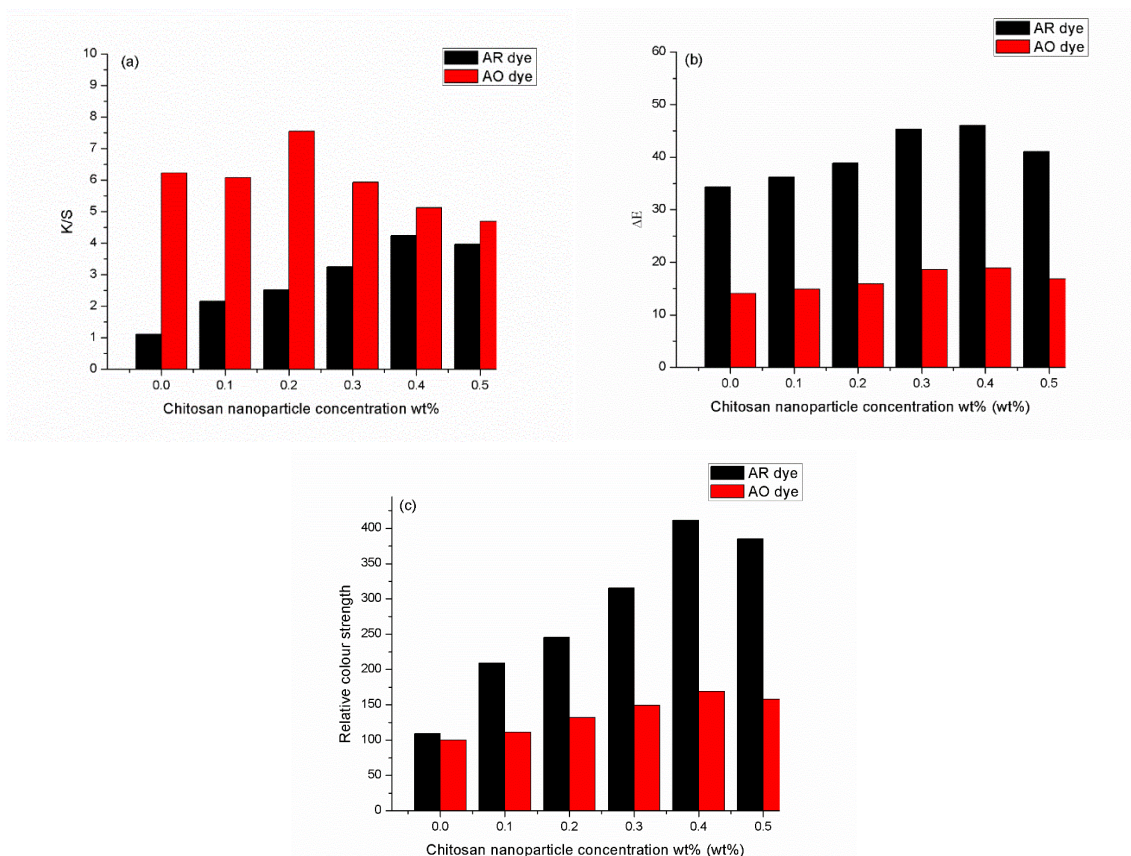 (a)
AR dye
AO dye
10
9
8
7
6
5
4
3
2
1
0
K/S
0.0 0.1 0.2 0.3 0.4 0.5
Chitosan nanoparticle concentration wt%
(b)
AR dye
AO dye
60
50
40
30
20
10
0
ΔE
0.0 0.1 0.2 0.3 0.4 0.5
Chitosan nanoparticle concentration wt% (wt%)
(c)
AR dye
AO dye
400
350
300
250
200
150
100
50
0
Relative colour strength
0.0 0.1 0.2 0.3 0.4 0.5
Chitosan nanoparticle concentration wt% (wt%)